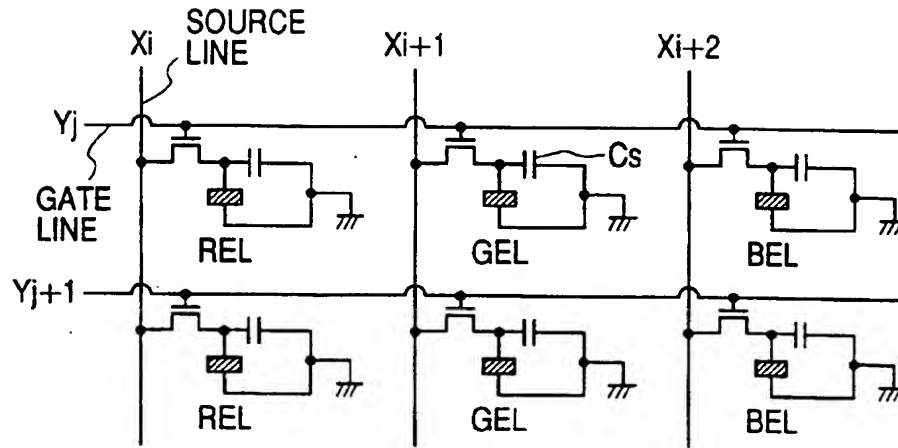 SOURCE LINE
Xi
Xi+1
Xi+2
Yj
Cs
GATE LINE
REL
GEL
BEL
Yj+1
REL
GEL
BEL